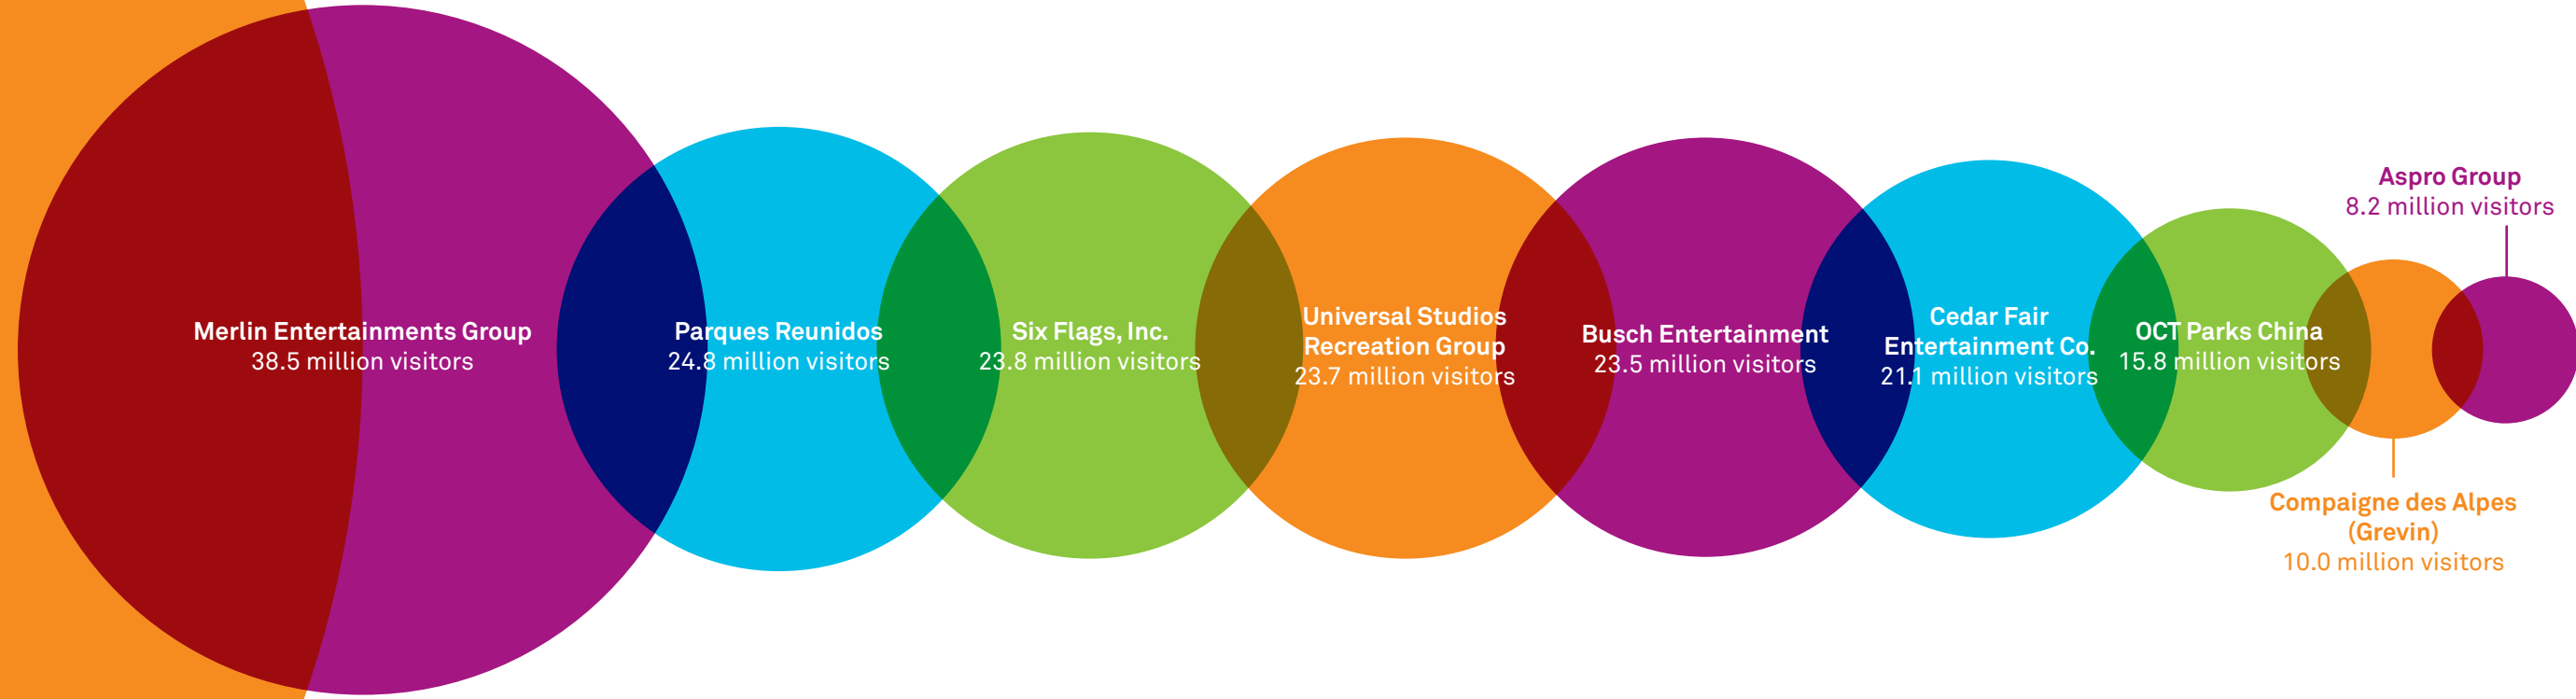 Merlin Entertainments Group
38.5 million visitors
Parques Reunidos
24.8 million visitors
Six Flags, Inc.
23.8 million visitors
Universal Studios
Recreation Group
23.7 million visitors
Busch Entertainment
23.5 million visitors
Cedar Fair
Entertainment Co.
21.1 million visitors
OCT Parks China
15.8 million visitors
Compaigne des Alpes
(Grevin)
10.0 million visitors
Aspro Group
8.2 million visitors